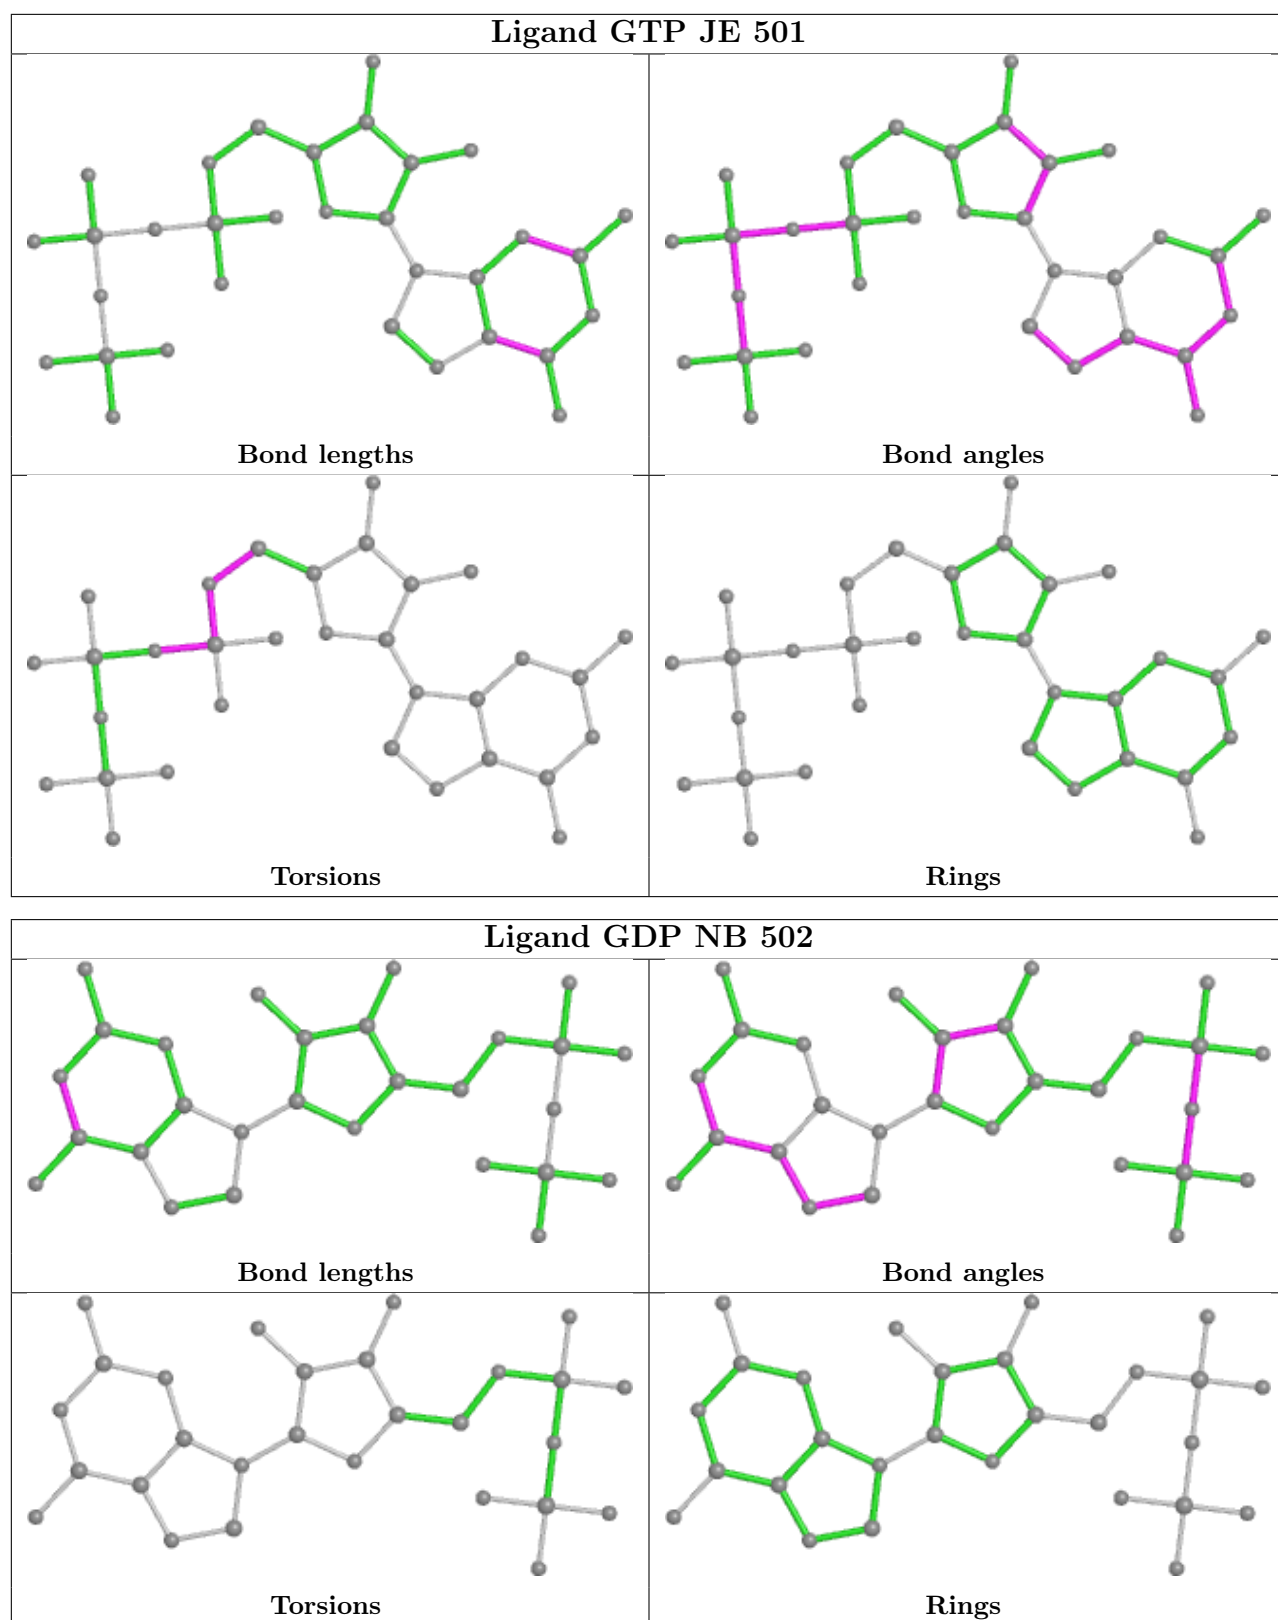 Ligand GTP JE 501
Bond lengths
Bond angles
Torsions
Rings
Ligand GDP NB 502
Bond lengths
Bond angles
Torsions
Rings